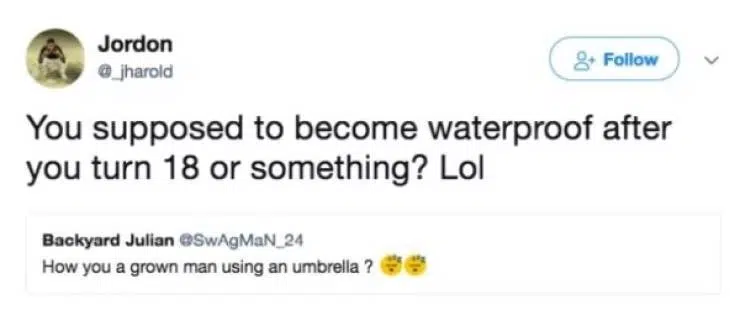 Jordon
@_jharold
Follow
You supposed to become waterproof after
you turn 18 or something? Lol
Backyard Julian @SwAgMaN_24
How you a grown man using an umbrella ? 😴😴